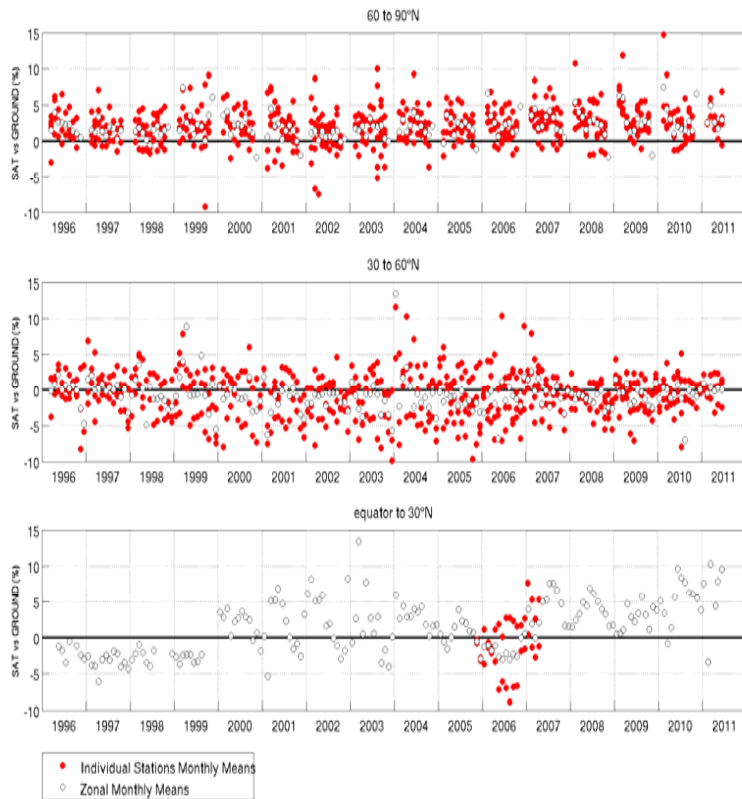 60 to 90°N
SAT vs GROUND (%)
15
10
5
0
-5
-10
1996 1997 1998 1999 2000 2001 2002 2003 2004 2005 2006 2007 2008 2009 2010 2011
30 to 60°N
SAT vs GROUND (%)
15
10
5
0
-5
-10
1996 1997 1998 1999 2000 2001 2002 2003 2004 2005 2006 2007 2008 2009 2010 2011
equator to 30°N
SAT vs GROUND (%)
15
10
5
0
-5
-10
1996 1997 1998 1999 2000 2001 2002 2003 2004 2005 2006 2007 2008 2009 2010 2011
Individual Stations Monthly Means
Zonal Monthly Means